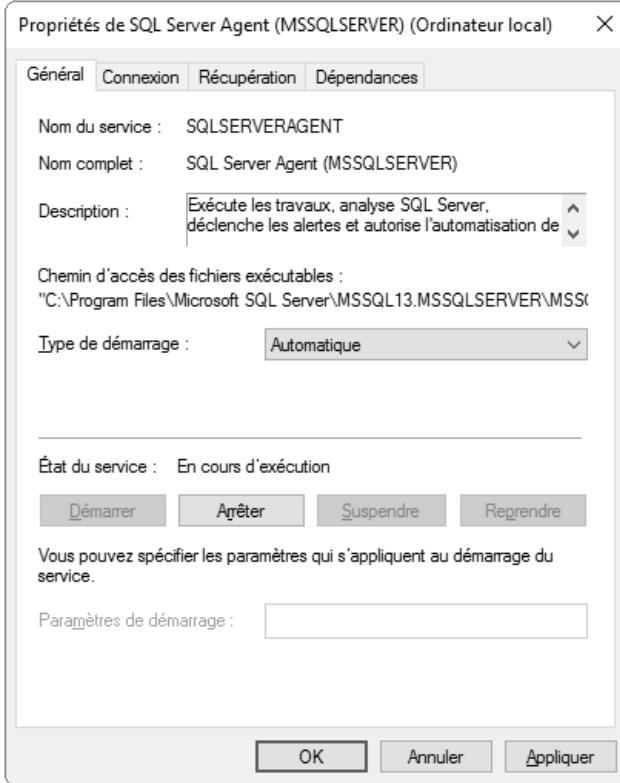 Propriétés de SQL Server Agent (MSSQLSERVER) (Ordinateur local)
Général Connexion Récupération Dépendances
Nom du service : SQLSERVERAGENT
Nom complet : SQL Server Agent (MSSQLSERVER)
Description : Exécute les travaux, analyse SQL Server,
déclenche les alertes et autorise l'automatisation de
Chemin d'accès des fichiers exécutables :
"C:\Program Files\Microsoft SQL Server\MSSQL13.MSSQLSERVER\MSSQ
Type de démarrage : Automatique
État du service : En cours d'exécution
Démarrer Arrêter Suspendre Reprendre
Vous pouvez spécifier les paramètres qui s'appliquent au démarrage du
service.
Paramètres de démarrage :
OK Annuler Appliquer